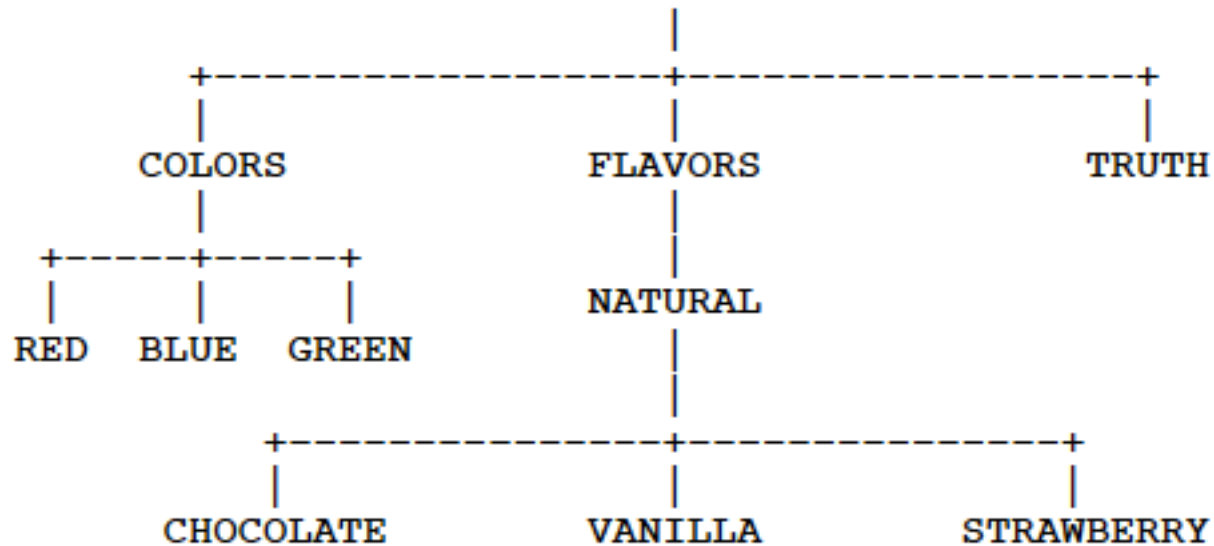 COLORS FLAVORS TRUTH
NATURAL
RED BLUE GREEN
CHOCOLATE VANILLA STRAWBERRY